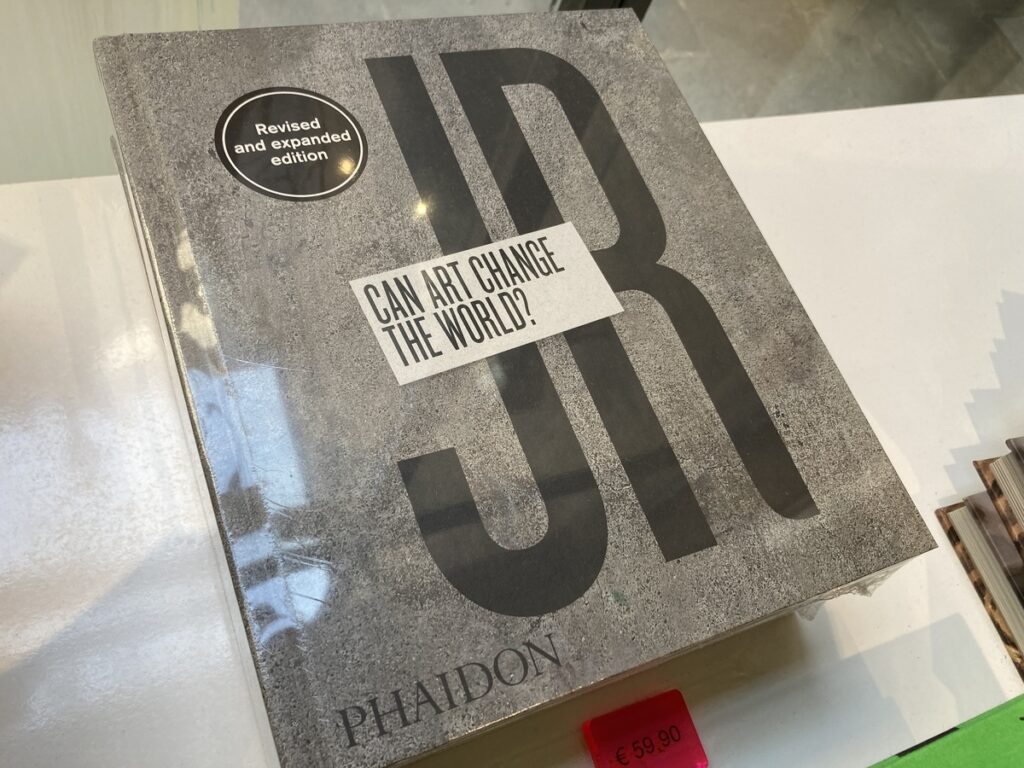 Revised
and expanded
edition
JR
CAN ART CHANGE
THE WORLD?
PHAIDON
€ 59,90